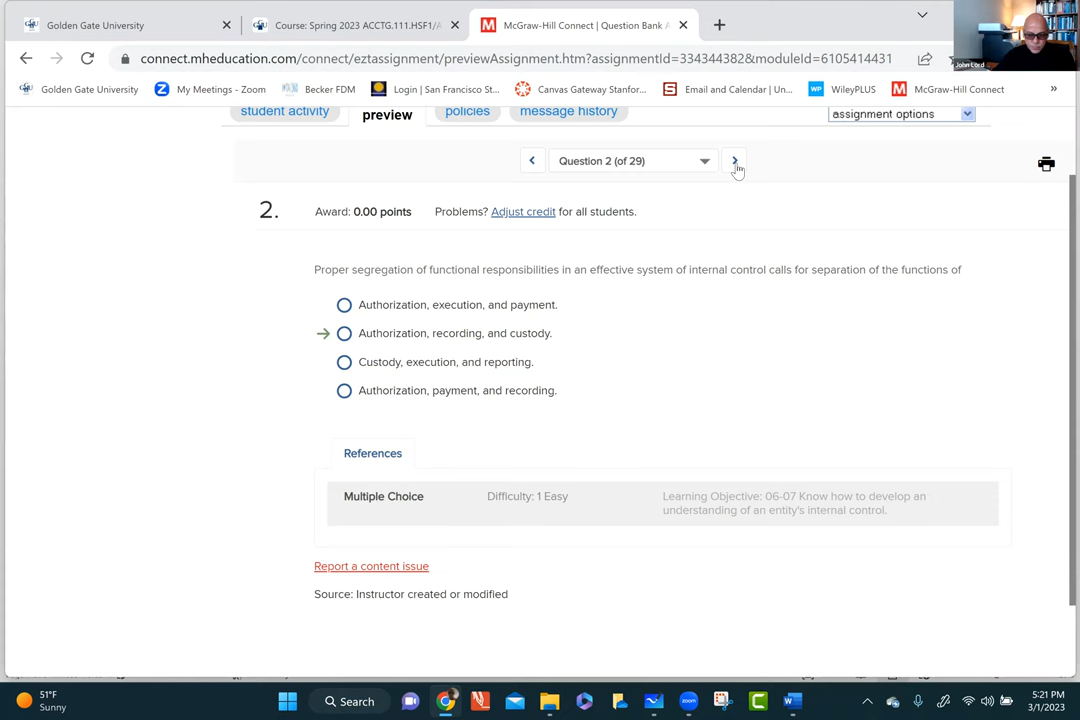 Golden Gate University
Course: Spring 2023 ACCTG.111.HSF1/A
McGraw-Hill Connect | Question Bank A
connect.mheducation.com/connect/eztassignment/previewAssignment.htm?assignmentId=334344382&moduleId=6105414431
John Lord
Golden Gate University
My Meetings - Zoom
Becker FDM
Login | San Francisco St...
Canvas Gateway Stanfor...
Email and Calendar | Un...
WileyPLUS
McGraw-Hill Connect
»
student activity
preview
policies
message history
assignment options
Question 2 (of 29)
2.
Award: 0.00 points
Problems? Adjust credit for all students.
Proper segregation of functional responsibilities in an effective system of internal control calls for separation of the functions of
Authorization, execution, and payment.
Authorization, recording, and custody.
Custody, execution, and reporting.
Authorization, payment, and recording.
References
Multiple Choice
Difficulty: 1 Easy
Learning Objective: 06-07 Know how to develop an
understanding of an entity's internal control.
Report a content issue
Source: Instructor created or modified
51°F
Sunny
Search
5:21 PM
3/1/2023